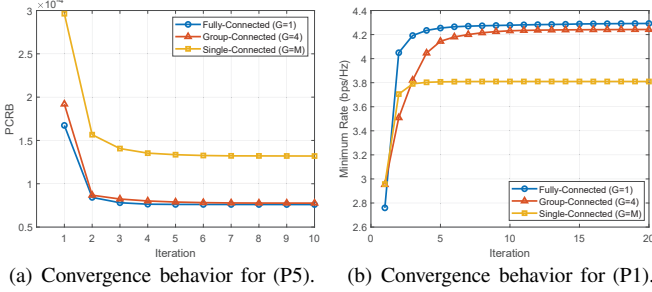 3 ×10⁻⁴
Fully-Connected (G=1)
Group-Connected (G=4)
Single-Connected (G=M)
2.5
2
1.5
1
0.5
PCRB
1 2 3 4 5 6 7 8 9 10
Iteration
(a) Convergence behavior for (P5).
4.4
4.2
4
3.8
3.6
3.4
3.2
3
2.8
2.6
Minimum Rate (bps/Hz)
Fully-Connected (G=1)
Group-Connected (G=4)
Single-Connected (G=M)
0 5 10 15 20
Iteration
(b) Convergence behavior for (P1).